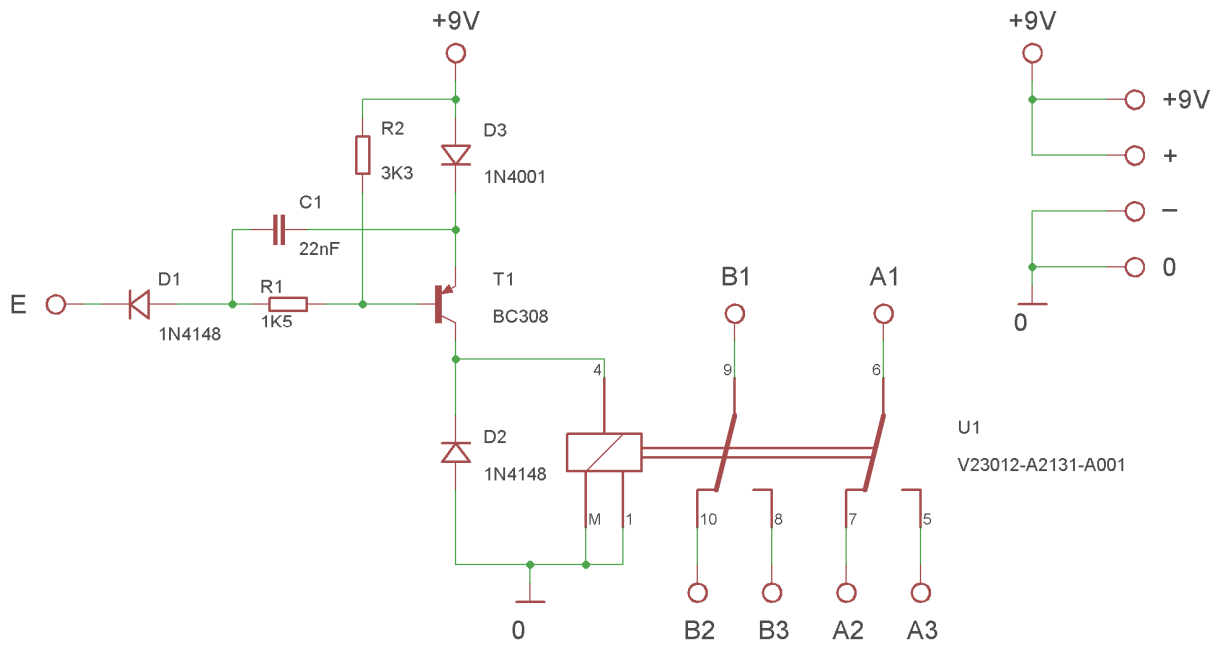 +9V
+9V
R2
3K3
D3
1N4001
+9V
+
−
0
0
C1
22nF
D1
1N4148
R1
1K5
T1
BC308
E
B1
A1
4
9
6
U1
V23012-A2131-A001
D2
1N4148
M
1
10
8
7
5
0
B2
B3
A2
A3